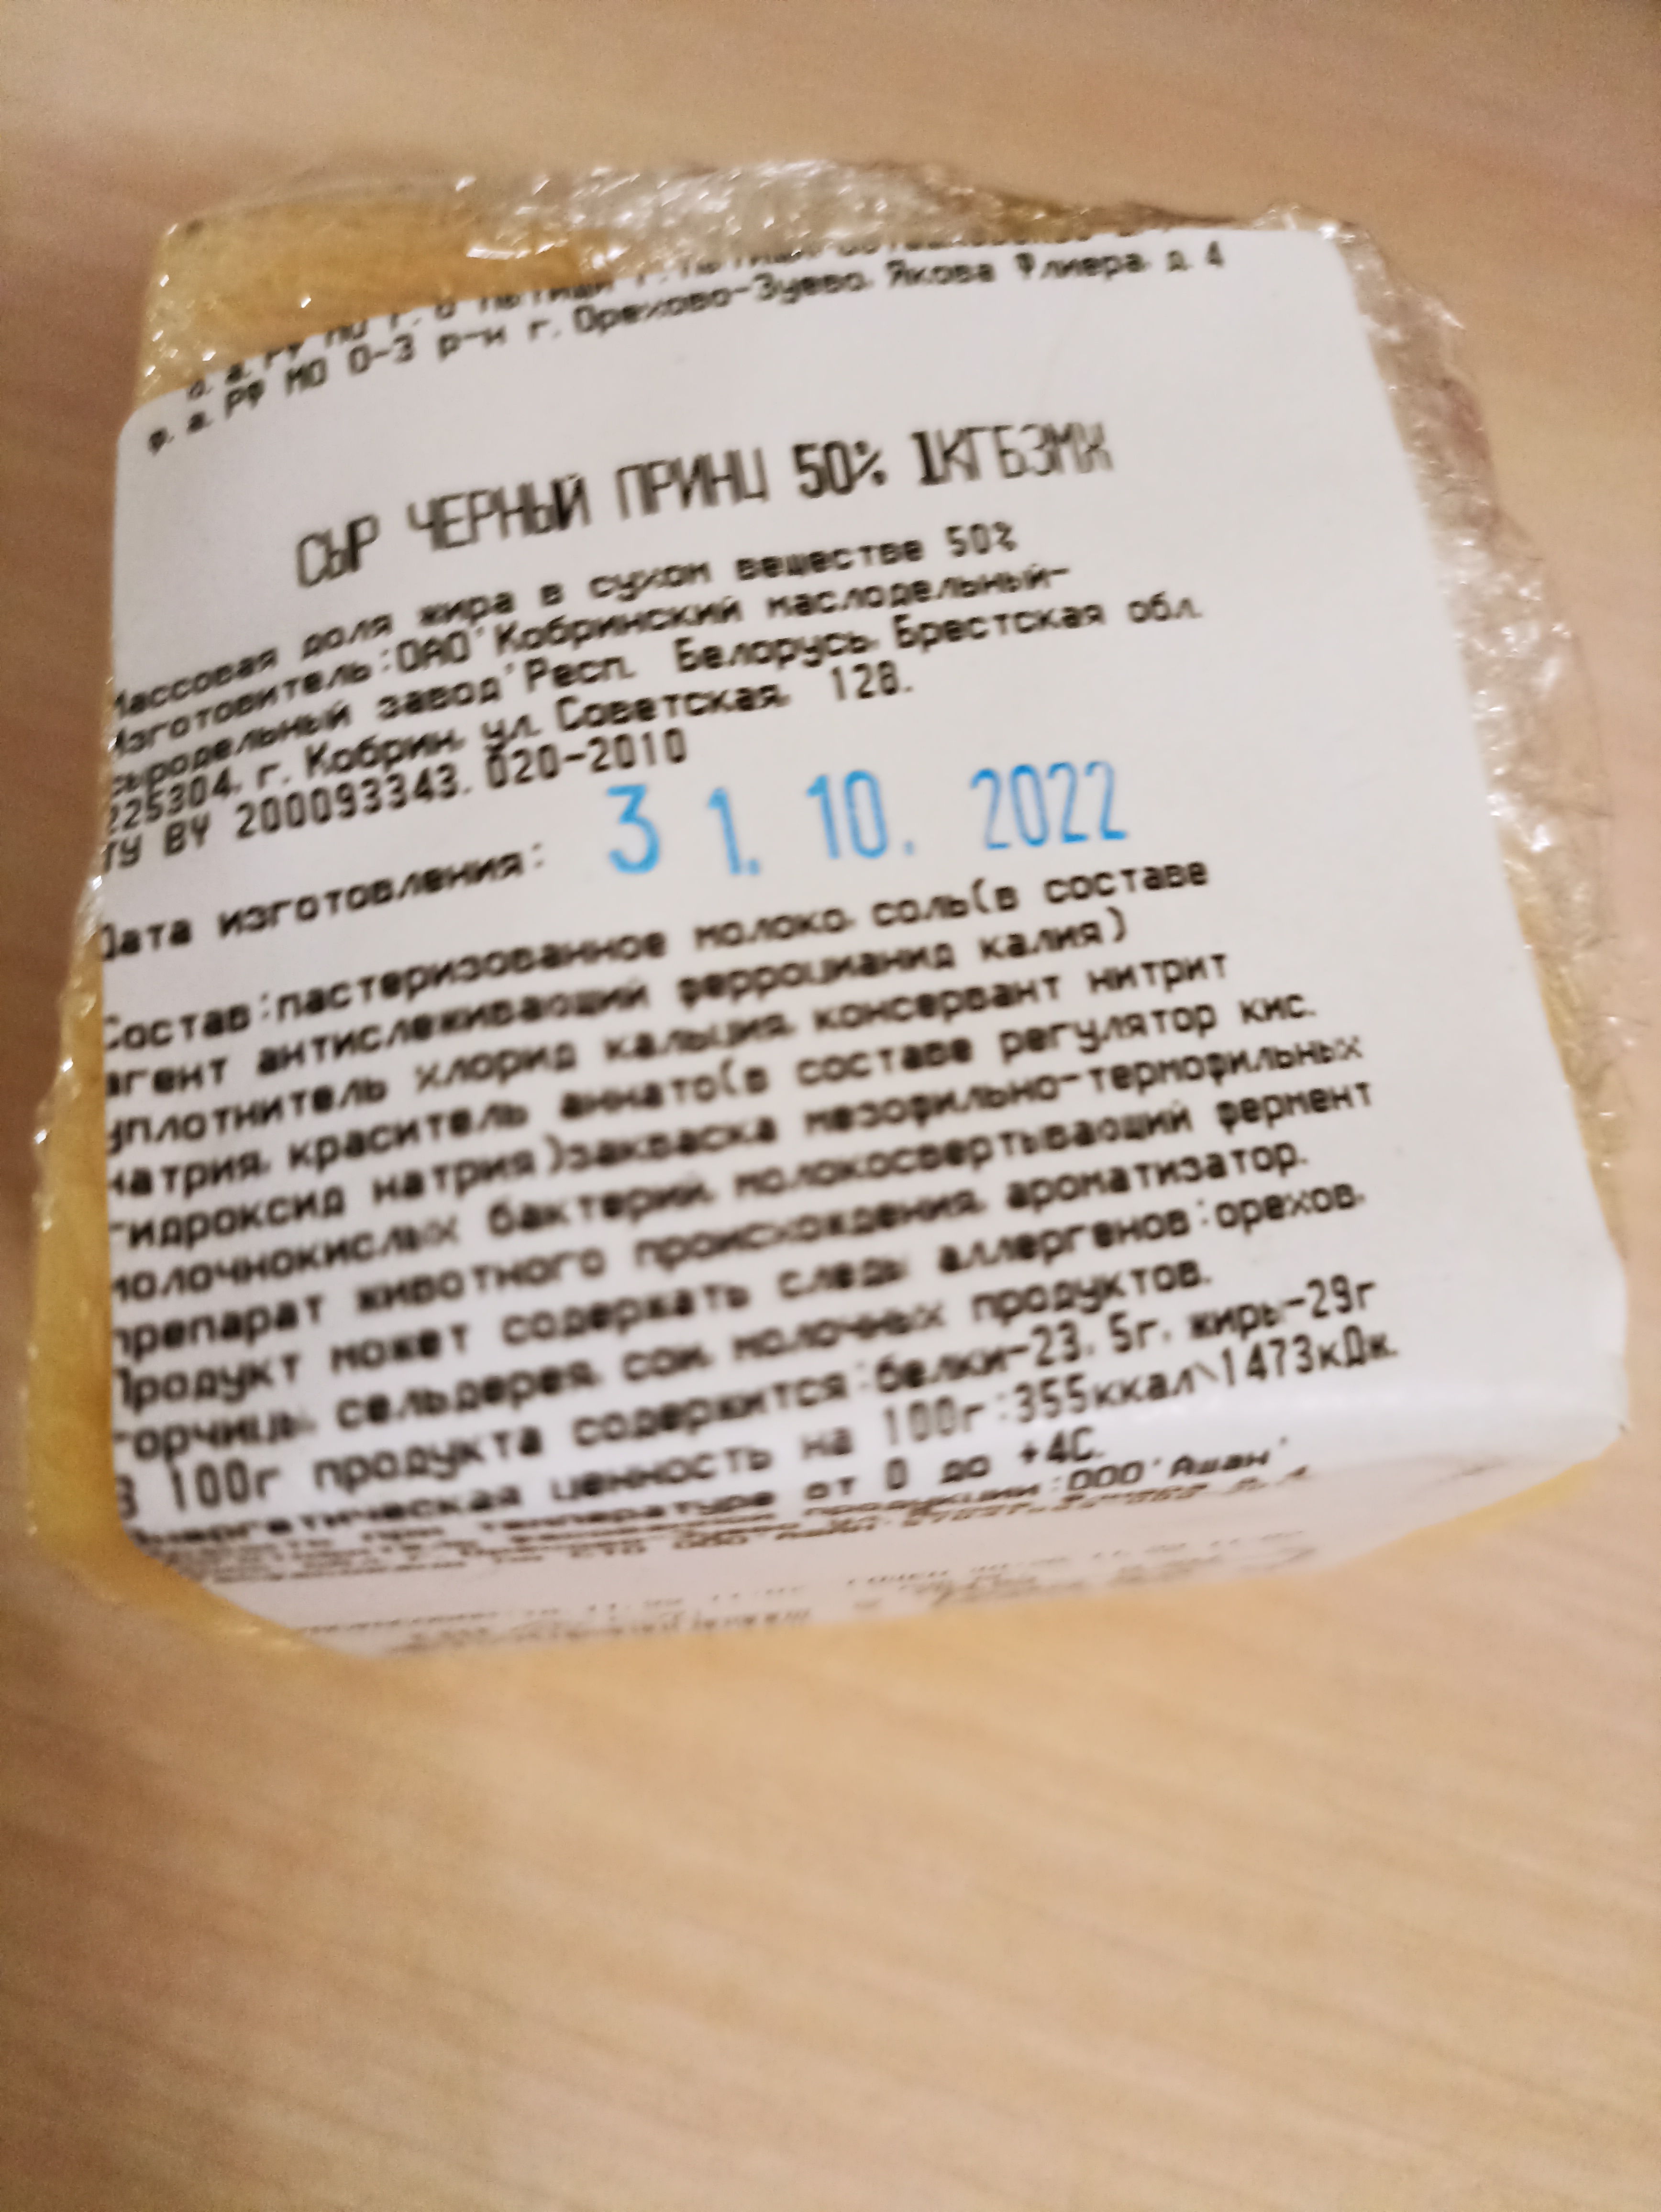 ф. а. РФ МО О-З р-н г. Орехово-Зуево, Якова Флиера, д. 4
СЫР ЧЕРНЫЙ ПРИНЦ 50% 1КГБЗМЖ
Массовая доля жира в сухом веществе 50%
Изготовитель:ОАО"Кобринский маслодельный-
сыродельный завод"Респ. Беларусь, Брестская обл.
225304, г. Кобрин, ул. Советская, 128.
ТУ BY 200093343. 020-2010
Дата изготовления: 31. 10. 2022
Состав:пастеризованное молоко, соль(в составе
агент антислеживающий ферроцианид калия)
уплотнитель хлорид кальция, консервант нитрит
натрия, краситель аннато(в составе регулятор кис.
гидроксид натрия)закваска мезофильно-термофильных
молочнокислых бактерий, молокосвертывающий фермент
препарат животного происхождения, ароматизатор.
Продукт может содержать следы аллергенов:орехов,
горчицы, сельдерея, сои, молочных продуктов.
В 100г продукта содержится:белки-23, 5г, жиры-29г
Энергетическая ценность на 100г:355ккал\1473кДж.
температуре от 0 до +4С.
продукции:ООО"Ашан"